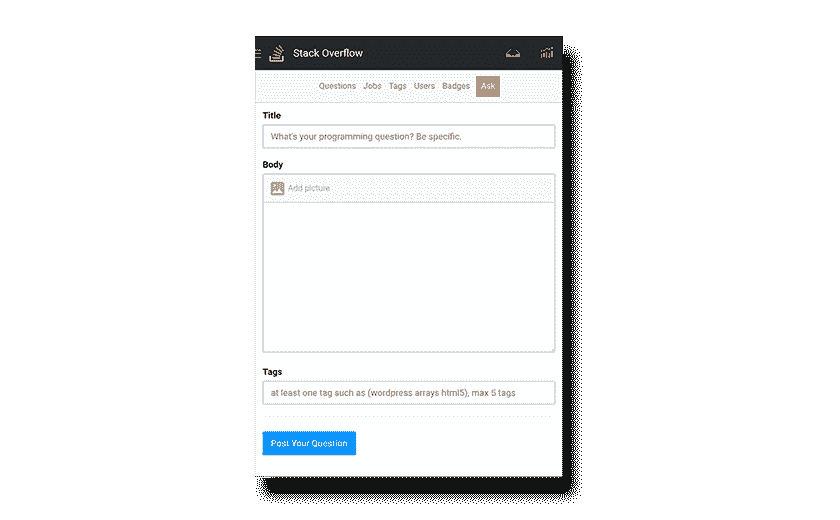 Stack Overflow
Questions Jobs Tags Users Badges Ask
Title
What's your programming question? Be specific.
Body
Add picture
Tags
at least one tag such as (wordpress arrays html5), max 5 tags
Post Your Question